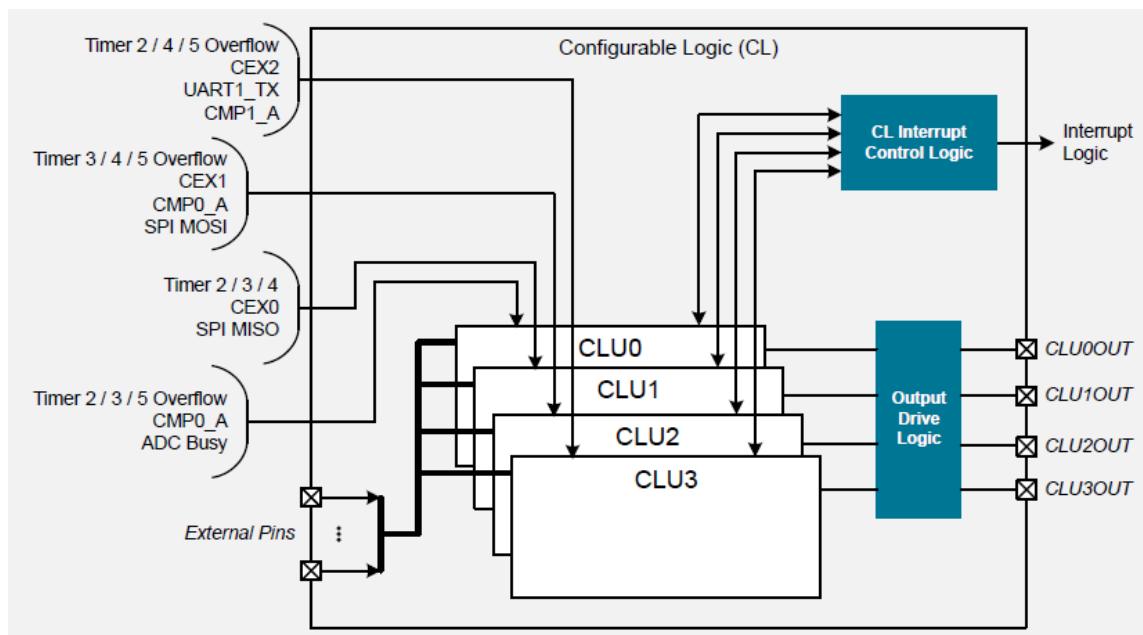 Configurable Logic (CL)
Timer 2 / 4 / 5 Overflow
CEX2
UART1_TX
CMP1_A
Timer 3 / 4 / 5 Overflow
CEX1
CMP0_A
SPI MOSI
Timer 2 / 3 / 4
CEX0
SPI MISO
Timer 2 / 3 / 5 Overflow
CMP0_A
ADC Busy
External Pins
CL Interrupt
Control Logic
Interrupt
Logic
CLU0
CLU1
CLU2
CLU3
Output
Drive
Logic
CLU0OUT
CLU1OUT
CLU2OUT
CLU3OUT